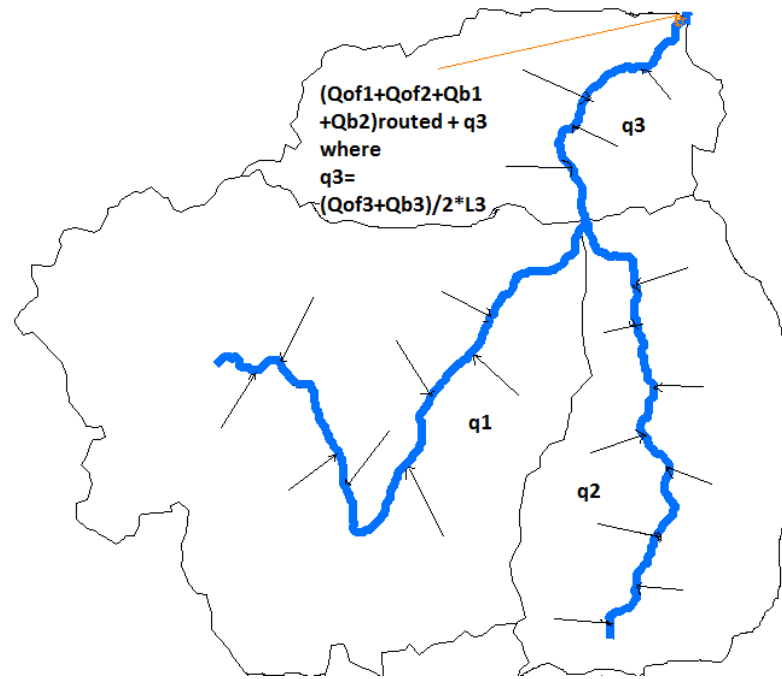 (Qof1+Qof2+Qb1
+Qb2)routed + q3
where
q3=
(Qof3+Qb3)/2*L3
q3
q1
q2